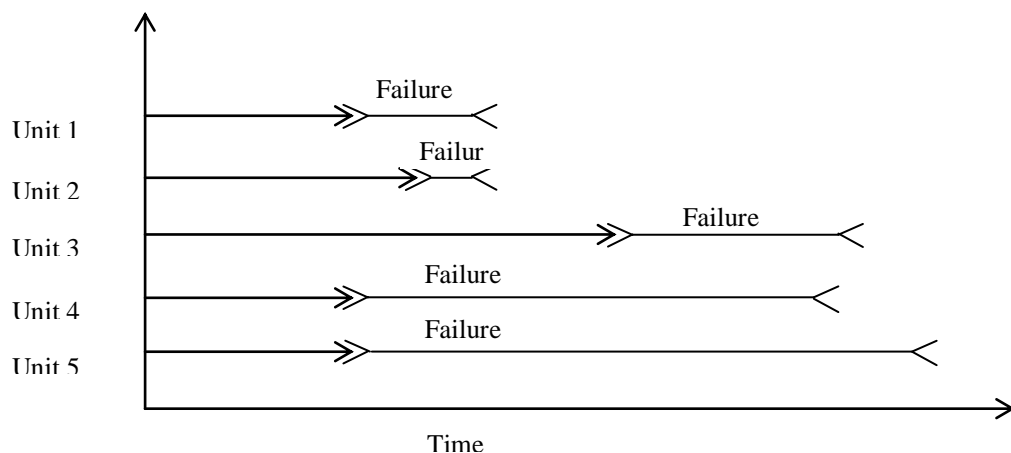 Failure
Unit 1
Failur
Unit 2
Failure
Unit 3
Failure
Unit 4
Failure
Unit 5
Time